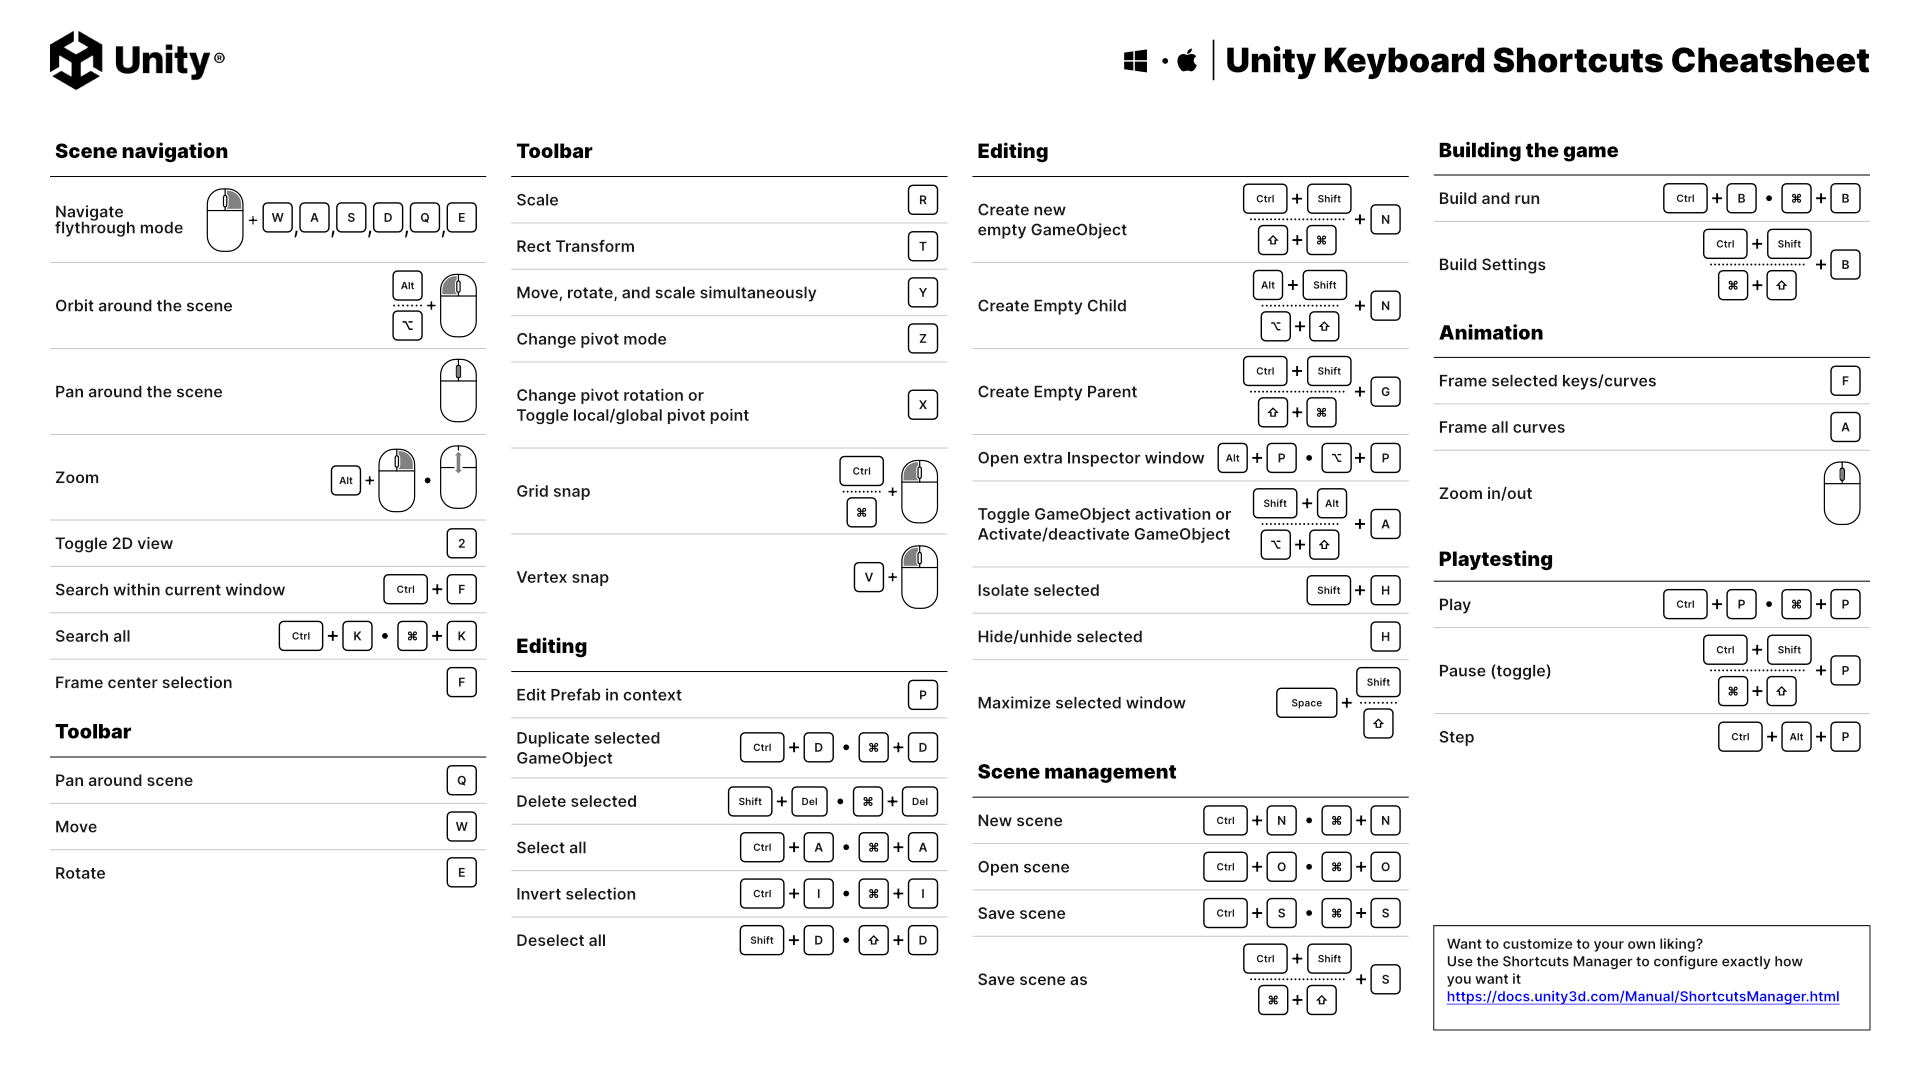 Unity®
Unity Keyboard Shortcuts Cheatsheet
Scene navigation
Navigate
flythrough mode
+ W, A, S, D, Q, E
Orbit around the scene
Alt
⌥
+
Pan around the scene
Zoom
Alt + •
Toggle 2D view 2
Search within current window Ctrl + F
Search all Ctrl + K • ⌘ + K
Frame center selection F
Toolbar
Pan around scene Q
Move W
Rotate E
Toolbar
Scale R
Rect Transform T
Move, rotate, and scale simultaneously Y
Change pivot mode Z
Change pivot rotation or
Toggle local/global pivot point
X
Grid snap
Ctrl
⌘
+
Vertex snap V +
Editing
Edit Prefab in context P
Duplicate selected
GameObject
Ctrl + D • ⌘ + D
Delete selected Shift + Del • ⌘ + Del
Select all Ctrl + A • ⌘ + A
Invert selection Ctrl + I • ⌘ + I
Deselect all Shift + D • ⇧ + D
Editing
Create new
empty GameObject
Ctrl + Shift
⇧ + ⌘
+ N
Create Empty Child
Alt + Shift
⌥ + ⇧
+ N
Create Empty Parent
Ctrl + Shift
⇧ + ⌘
+ G
Open extra Inspector window Alt + P • ⌥ + P
Toggle GameObject activation or
Activate/deactivate GameObject
Shift + Alt
⌥ + ⇧
+ A
Isolate selected Shift + H
Hide/unhide selected H
Maximize selected window
Space +
Shift
⇧
Scene management
New scene Ctrl + N • ⌘ + N
Open scene Ctrl + O • ⌘ + O
Save scene Ctrl + S • ⌘ + S
Save scene as
Ctrl + Shift
⌘ + ⇧
+ S
Building the game
Build and run Ctrl + B • ⌘ + B
Build Settings
Ctrl + Shift
⌘ + ⇧
+ B
Animation
Frame selected keys/curves F
Frame all curves A
Zoom in/out
Playtesting
Play Ctrl + P • ⌘ + P
Pause (toggle)
Ctrl + Shift
⌘ + ⇧
+ P
Step Ctrl + Alt + P
Want to customize to your own liking?
Use the Shortcuts Manager to configure exactly how
you want it
https://docs.unity3d.com/Manual/ShortcutsManager.html